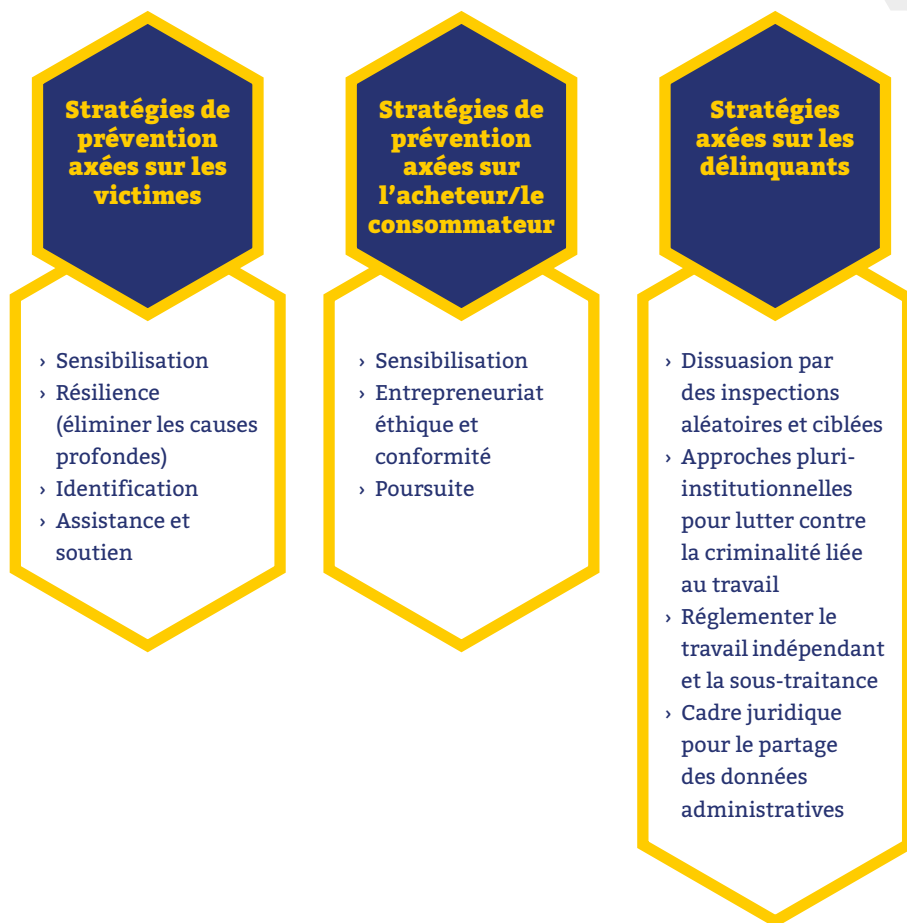 Stratégies de
prévention
axées sur les
victimes
› Sensibilisation
› Résilience
(éliminer les causes
profondes)
› Identification
› Assistance et
soutien
Stratégies de
prévention
axées sur
l’acheteur/le
consommateur
› Sensibilisation
› Entrepreneuriat
éthique et
conformité
› Poursuite
Stratégies
axées sur les
délinquants
› Dissuasion par
des inspections
aléatoires et ciblées
› Approches pluri-
institutionnelles
pour lutter contre
la criminalité liée
au travail
› Réglementer le
travail indépendant
et la sous-traitance
› Cadre juridique
pour le partage
des données
administratives